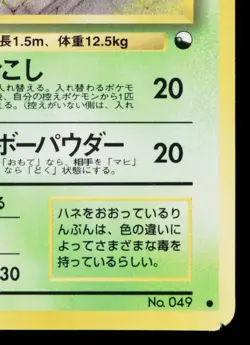 長1.5m、体重12.5kg
こし
20
入れ替える。入れ替わるポケモ
後、自分の控えポケモンから1匹
える。(控えがいない側は、入れ
ボーパウダー
20
「おもて」なら、相手を「マヒ」
なら「どく」状態にする。
ハネをおおっているり
んぷんは、色の違いに
よってさまざまな毒を
持っているらしい。
30
No. 049